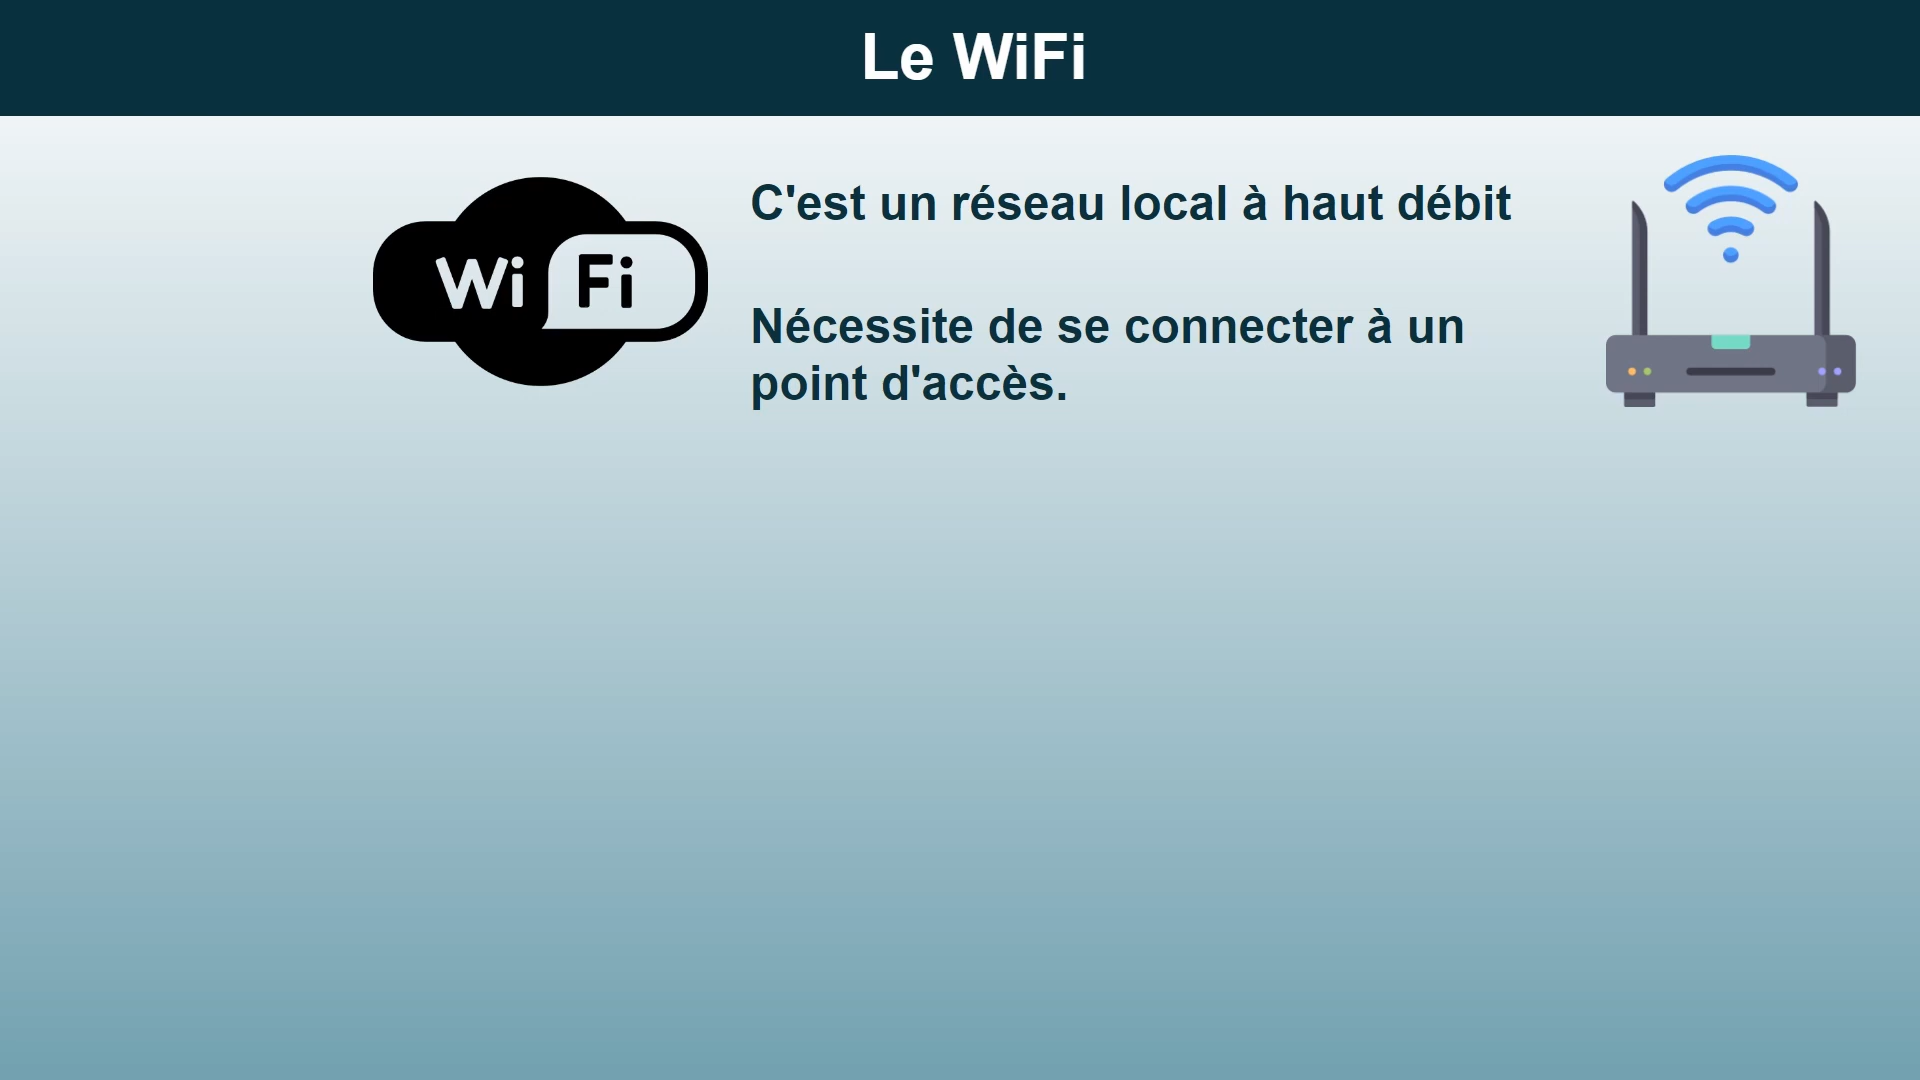 Le WiFi
Wi Fi
C'est un réseau local à haut débit
Nécessite de se connecter à un
point d'accès.